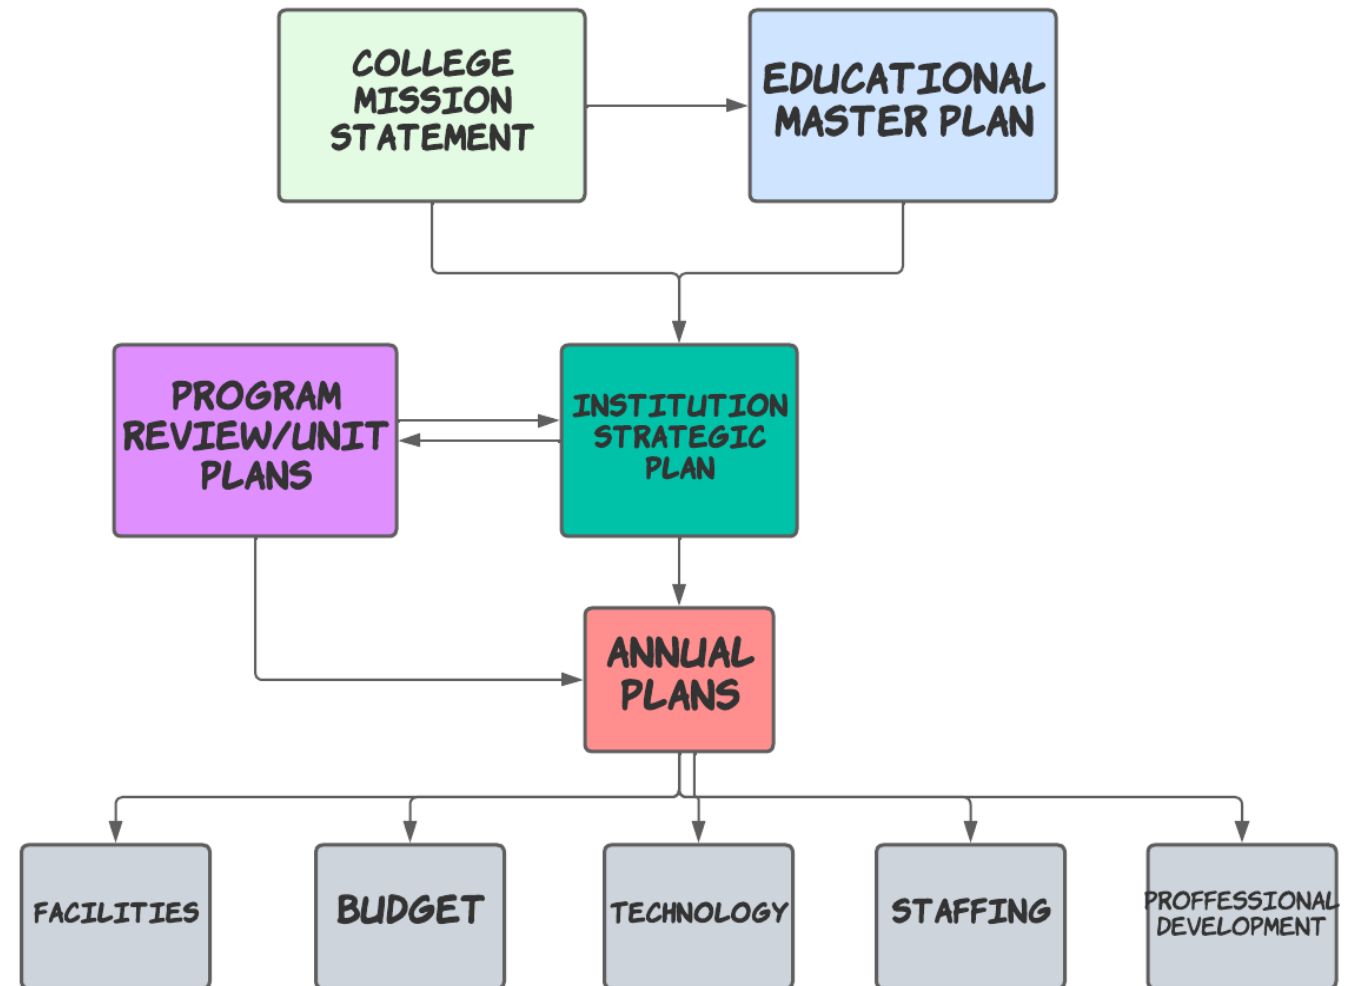 COLLEGE
MISSION
STATEMENT
EDUCATIONAL
MASTER PLAN
PROGRAM
REVIEW/UNIT
PLANS
INSTITUTION
STRATEGIC
PLAN
ANNUAL
PLANS
FACILITIES
BUDGET
TECHNOLOGY
STAFFING
PROFFESSIONAL
DEVELOPMENT